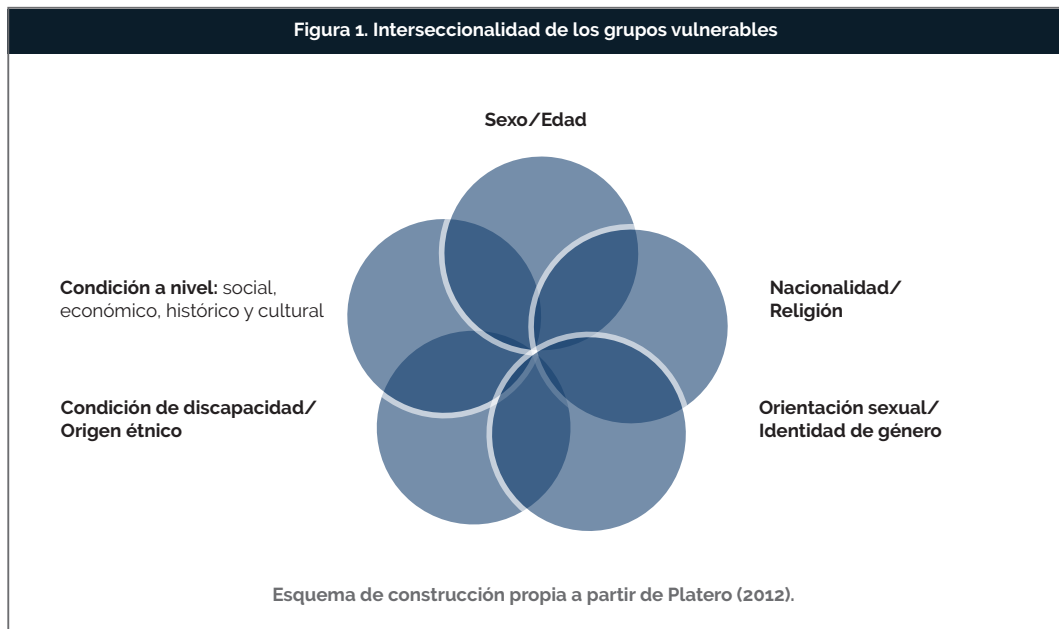 Figura 1. Interseccionalidad de los grupos vulnerables
Sexo/Edad
Condición a nivel: social,
económico, histórico y cultural
Nacionalidad/
Religión
Condición de discapacidad/
Origen étnico
Orientación sexual/
Identidad de género
Esquema de construcción propia a partir de Platero (2012).